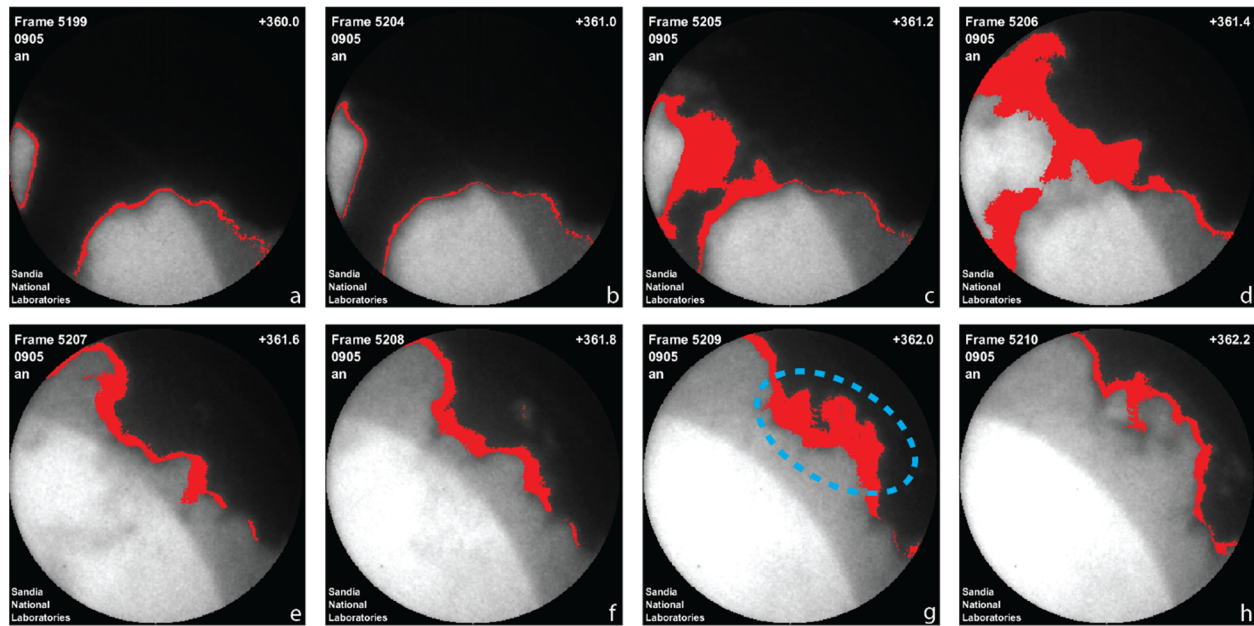 Frame 5199 +360.0
0905
an
Sandia
National
Laboratories a
Frame 5204 +361.0
0905
an
Sandia
National
Laboratories b
Frame 5205 +361.2
0905
an
Sandia
National
Laboratories c
Frame 5206 +361.4
0905
an
Sandia
National
Laboratories d
Frame 5207 +361.6
0905
an
Sandia
National
Laboratories e
Frame 5208 +361.8
0905
an
Sandia
National
Laboratories f
Frame 5209 +362.0
0905
an
Sandia
National
Laboratories g
Frame 5210 +362.2
0905
an
Sandia
National
Laboratories h